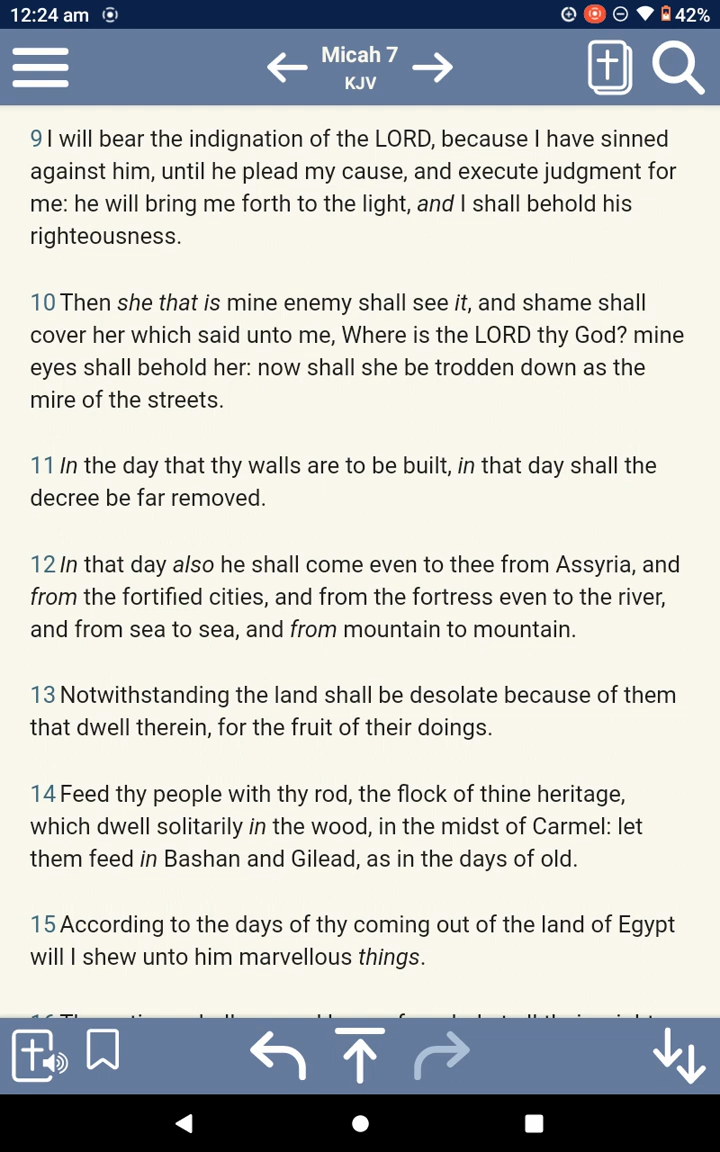 12:24 am
42%
Micah 7
KJV
9 I will bear the indignation of the LORD, because I have sinned
against him, until he plead my cause, and execute judgment for
me: he will bring me forth to the light, and I shall behold his
righteousness.
10 Then she that is mine enemy shall see it, and shame shall
cover her which said unto me, Where is the LORD thy God? mine
eyes shall behold her: now shall she be trodden down as the
mire of the streets.
11 In the day that thy walls are to be built, in that day shall the
decree be far removed.
12 In that day also he shall come even to thee from Assyria, and
from the fortified cities, and from the fortress even to the river,
and from sea to sea, and from mountain to mountain.
13 Notwithstanding the land shall be desolate because of them
that dwell therein, for the fruit of their doings.
14 Feed thy people with thy rod, the flock of thine heritage,
which dwell solitarily in the wood, in the midst of Carmel: let
them feed in Bashan and Gilead, as in the days of old.
15 According to the days of thy coming out of the land of Egypt
will I shew unto him marvellous things.